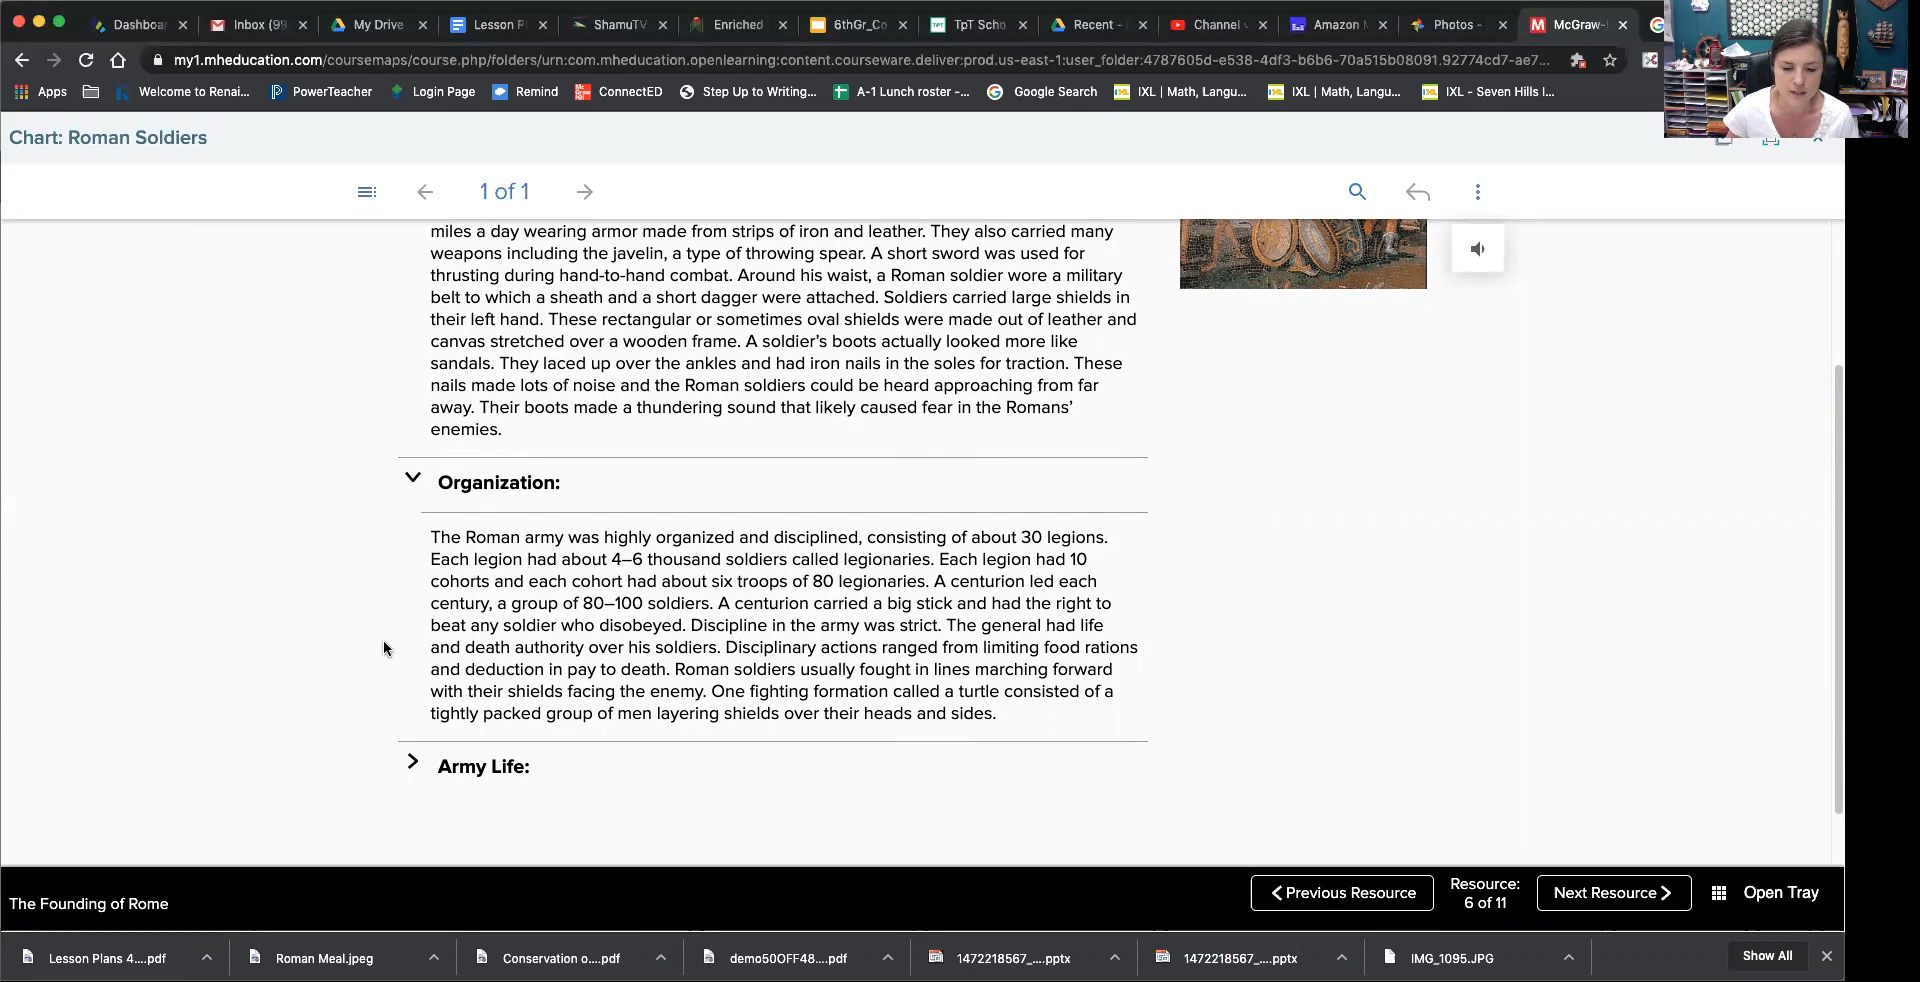 Dashboar
Inbox (99
My Drive
Lesson P
ShamuTV
Enriched
6thGr_Co
TpT Scho
Recent -
Channel
Amazon M
Photos -
McGraw-
my1.mheducation.com/coursemaps/course.php/folders/urn:com.mheducation.openlearning:content.courseware.deliver:prod.us-east-1:user_folder:4787605d-e538-4df3-b6b6-70a515b08091.92774cd7-ae7...
Apps
Welcome to Renai...
PowerTeacher
Login Page
Remind
ConnectED
Step Up to Writing...
A-1 Lunch roster -...
Google Search
IXL | Math, Langu...
IXL | Math, Langu...
IXL - Seven Hills I...
Chart: Roman Soldiers
1 of 1
miles a day wearing armor made from strips of iron and leather. They also carried many
weapons including the javelin, a type of throwing spear. A short sword was used for
thrusting during hand-to-hand combat. Around his waist, a Roman soldier wore a military
belt to which a sheath and a short dagger were attached. Soldiers carried large shields in
their left hand. These rectangular or sometimes oval shields were made out of leather and
canvas stretched over a wooden frame. A soldier's boots actually looked more like
sandals. They laced up over the ankles and had iron nails in the soles for traction. These
nails made lots of noise and the Roman soldiers could be heard approaching from far
away. Their boots made a thundering sound that likely caused fear in the Romans'
enemies.
Organization:
The Roman army was highly organized and disciplined, consisting of about 30 legions.
Each legion had about 4–6 thousand soldiers called legionaries. Each legion had 10
cohorts and each cohort had about six troops of 80 legionaries. A centurion led each
century, a group of 80–100 soldiers. A centurion carried a big stick and had the right to
beat any soldier who disobeyed. Discipline in the army was strict. The general had life
and death authority over his soldiers. Disciplinary actions ranged from limiting food rations
and deduction in pay to death. Roman soldiers usually fought in lines marching forward
with their shields facing the enemy. One fighting formation called a turtle consisted of a
tightly packed group of men layering shields over their heads and sides.
Army Life:
The Founding of Rome
Previous Resource
Resource:
6 of 11
Next Resource
Open Tray
Lesson Plans 4....pdf
Roman Meal.jpeg
Conservation o....pdf
demo50OFF48....pdf
1472218567_....pptx
1472218567_....pptx
IMG_1095.JPG
Show All